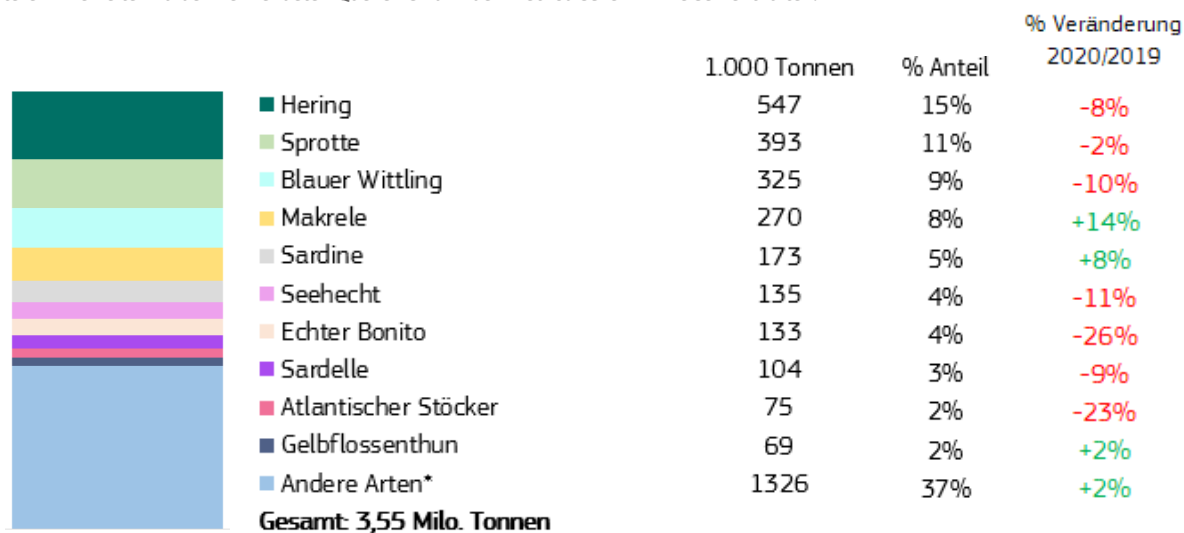 % Veränderung
2020/2019
1.000 Tonnen % Anteil
Hering 547 15% -8%
Sprotte 393 11% -2%
Blauer Wittling 325 9% -10%
Makrele 270 8% +14%
Sardine 173 5% +8%
Seehecht 135 4% -11%
Echter Bonito 133 4% -26%
Sardelle 104 3% -9%
Atlantischer Stöcker 75 2% -23%
Gelbflossenthun 69 2% +2%
Andere Arten* 1326 37% +2%
Gesamt: 3,55 Milo. Tonnen